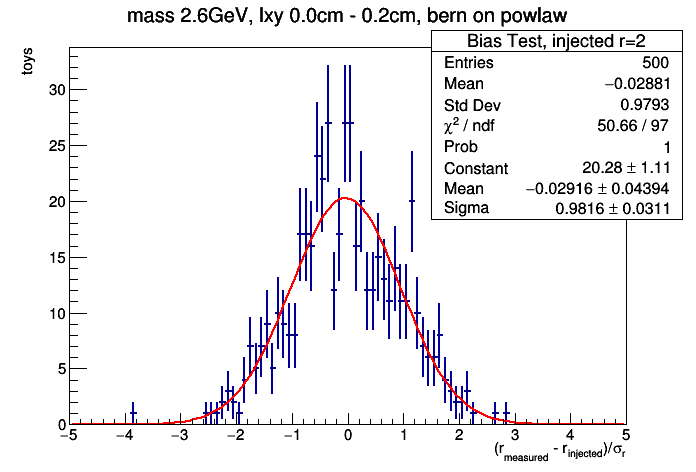 mass 2.6GeV, lxy 0.0cm - 0.2cm, bern on powlaw
toys
Bias Test, injected r=2
Entries 500
Mean −0.02881
Std Dev 0.9793
χ² / ndf 50.66 / 97
Prob 1
Constant 20.28 ± 1.11
Mean −0.02916 ± 0.04394
Sigma 0.9816 ± 0.0311
30
25
20
15
10
5
0
−5 −4 −3 −2 −1 0 1 2 3 4 5
(r_measured - r_injected)/σ_r